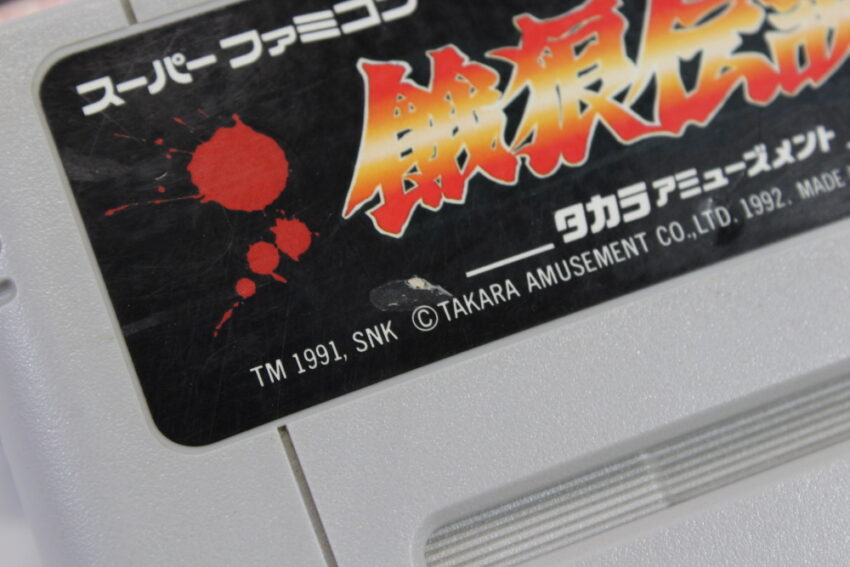 スーパーファミコン
餓狼伝説
タカラアミューズメント
TM 1991, SNK ©TAKARA AMUSEMENT CO.,LTD. 1992. MADE